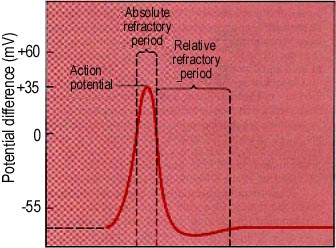 Absolute
refractory
period
Relative
refractory
period
Action
potential
Potential difference (mV)
+60
+35
0
-55